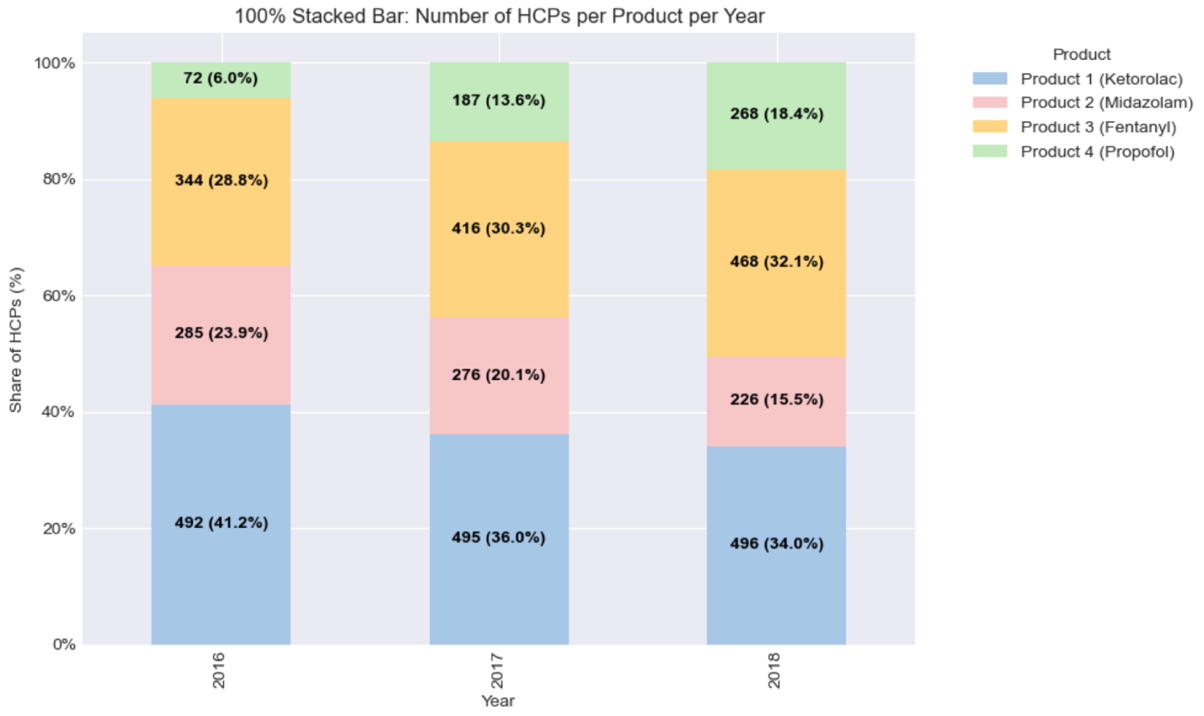 100% Stacked Bar: Number of HCPs per Product per Year
Product
Product 1 (Ketorolac)
Product 2 (Midazolam)
Product 3 (Fentanyl)
Product 4 (Propofol)
Share of HCPs (%)
100%
80%
60%
40%
20%
0%
72 (6.0%)
344 (28.8%)
285 (23.9%)
492 (41.2%)
187 (13.6%)
416 (30.3%)
276 (20.1%)
495 (36.0%)
268 (18.4%)
468 (32.1%)
226 (15.5%)
496 (34.0%)
2016
2017
2018
Year